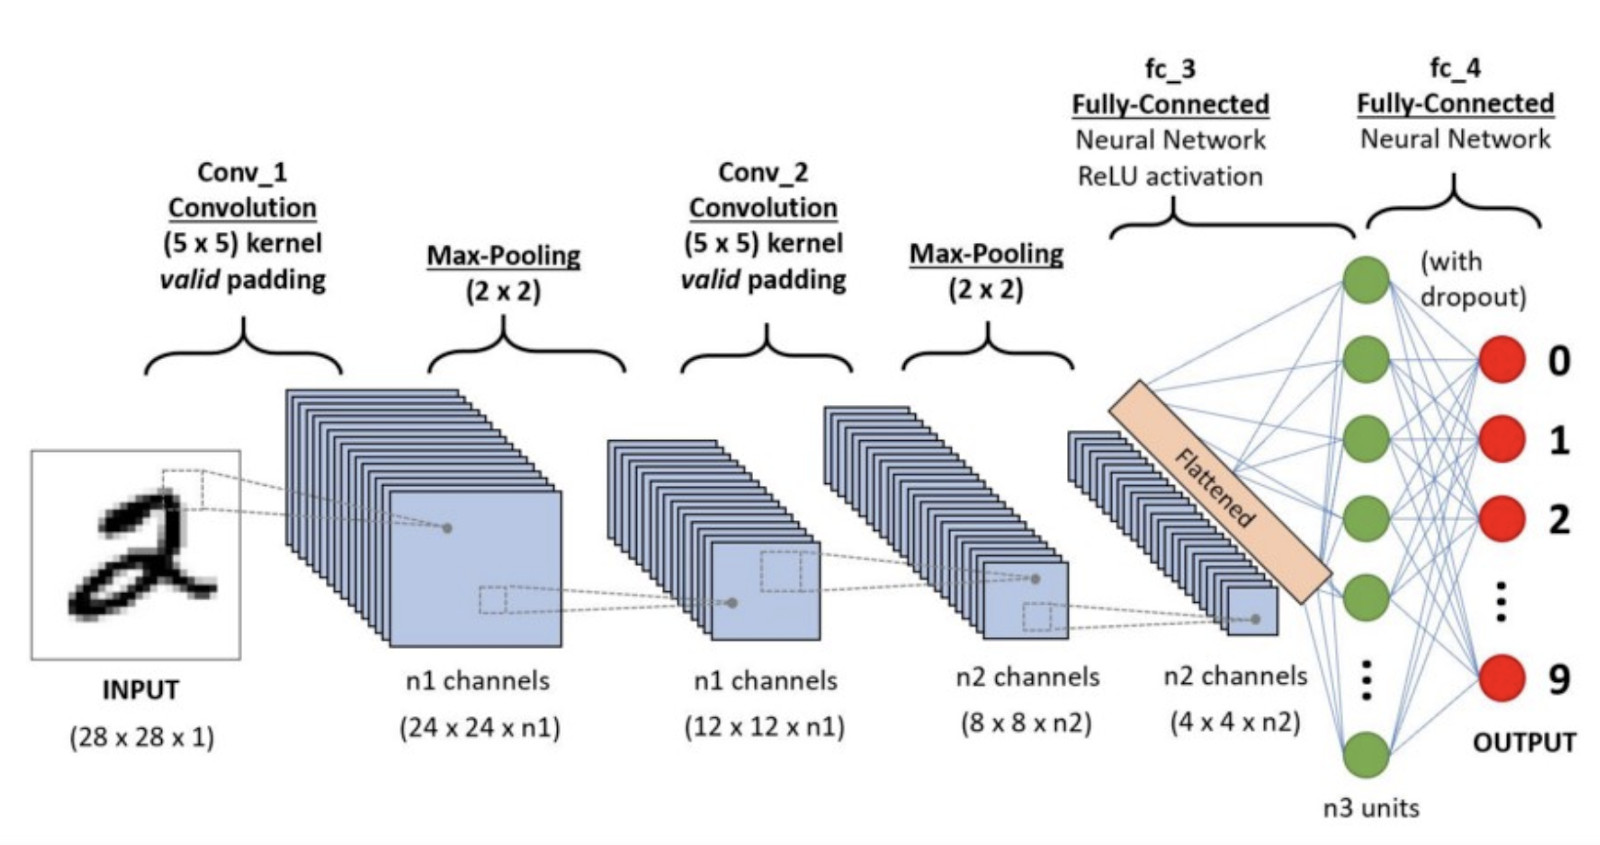 Conv_1
Convolution
(5 x 5) kernel
valid padding
Max-Pooling
(2 x 2)
Conv_2
Convolution
(5 x 5) kernel
valid padding
Max-Pooling
(2 x 2)
fc_3
Fully-Connected
Neural Network
ReLU activation
fc_4
Fully-Connected
Neural Network
(with
dropout)
Flattened
0
1
2
9
INPUT
(28 x 28 x 1)
n1 channels
(24 x 24 x n1)
n1 channels
(12 x 12 x n1)
n2 channels
(8 x 8 x n2)
n2 channels
(4 x 4 x n2)
n3 units
OUTPUT